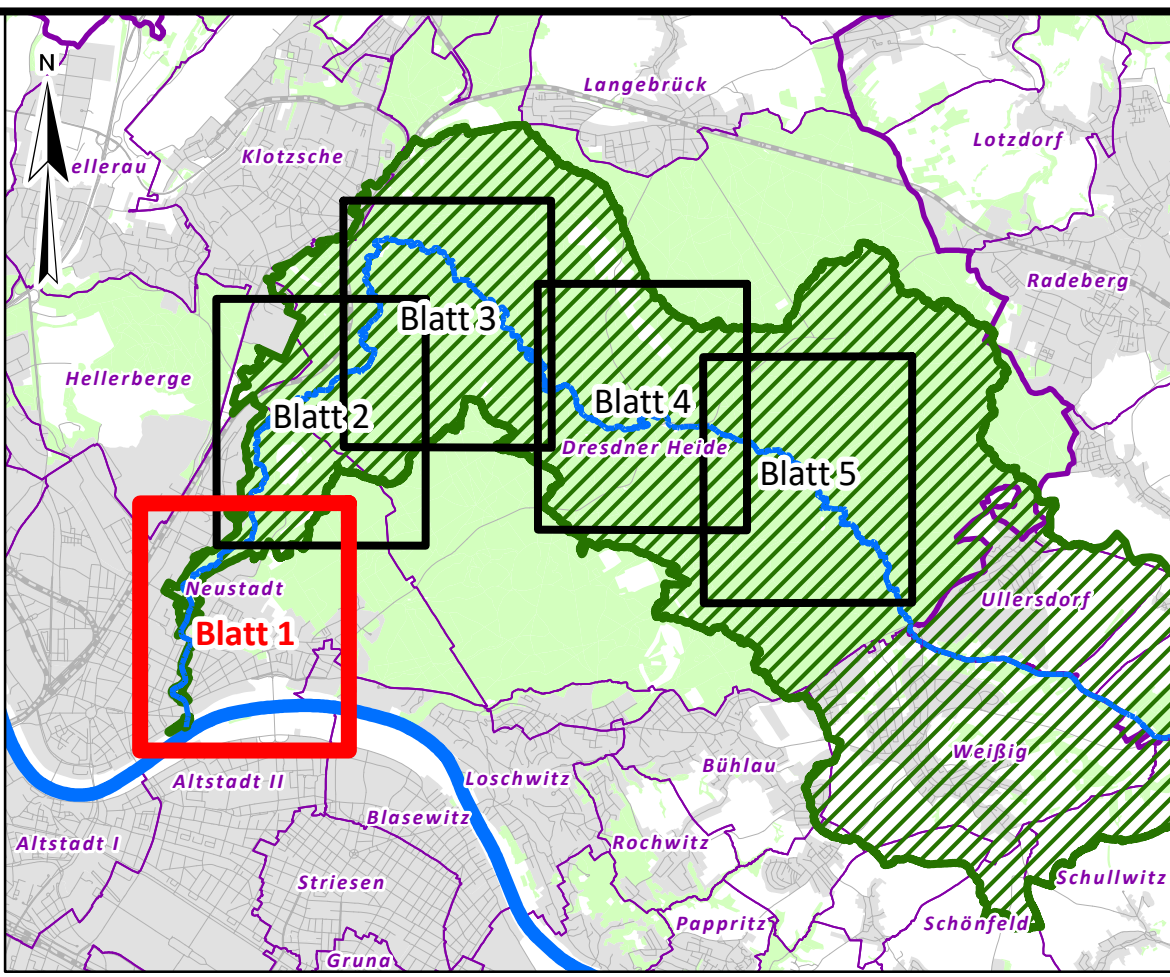 N
Langebrück
Lotzdorf
Klotzsche
ellerau
Radeberg
Blatt 3
Hellerberge
Blatt 4
Blatt 2
Dresdner Heide
Blatt 5
Neustadt
Ullersdorf
Blatt 1
Weißig
Bühlau
Loschwitz
Altstadt II
Blasewitz
Altstadt I
Rochwitz
Schullwitz
Striesen
Pappritz
Schönfeld
Gruna